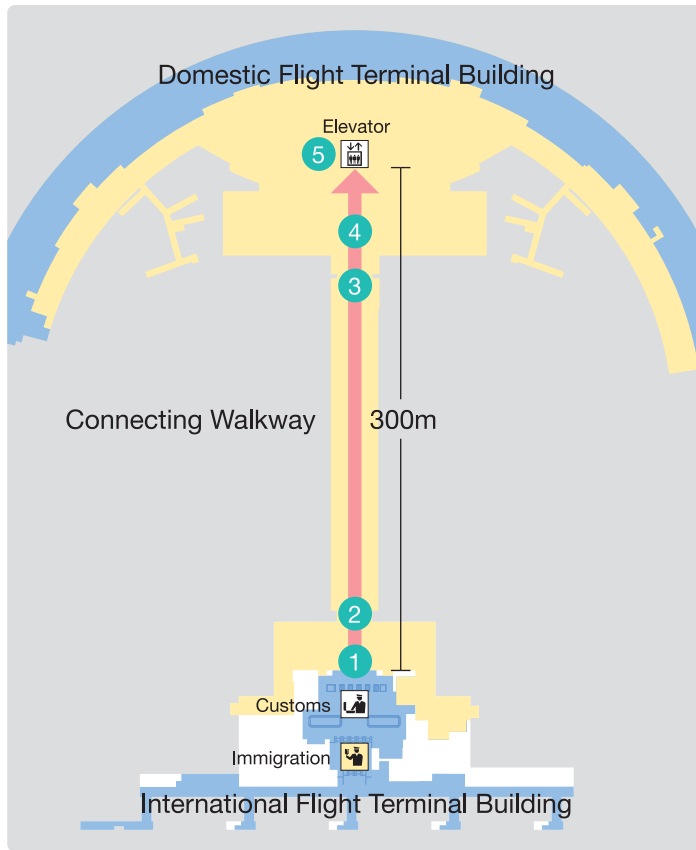 Domestic Flight Terminal Building
Elevator
5
4
3
Connecting Walkway
300m
2
1
Customs
Immigration
International Flight Terminal Building